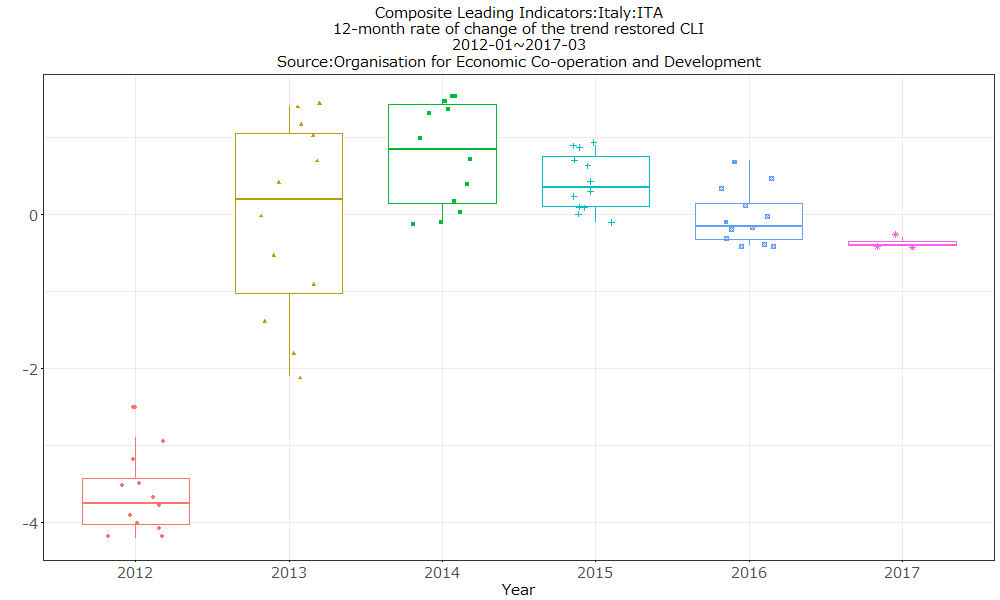 Composite Leading Indicators:Italy:ITA
12-month rate of change of the trend restored CLI
2012-01~2017-03
Source:Organisation for Economic Co-operation and Development
0
-2
-4
2012 2013 2014 2015 2016 2017
Year